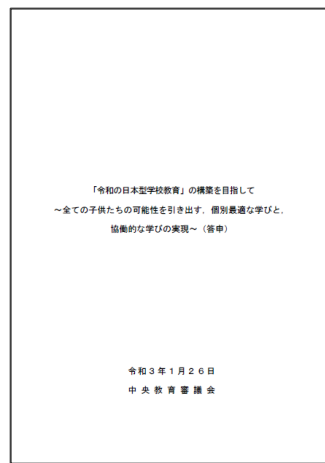 「令和の日本型学校教育」の構築を目指して
～全ての子供たちの可能性を引き出す，個別最適な学びと，
協働的な学びの実現～（答申）
令和３年１月２６日
中央教育審議会